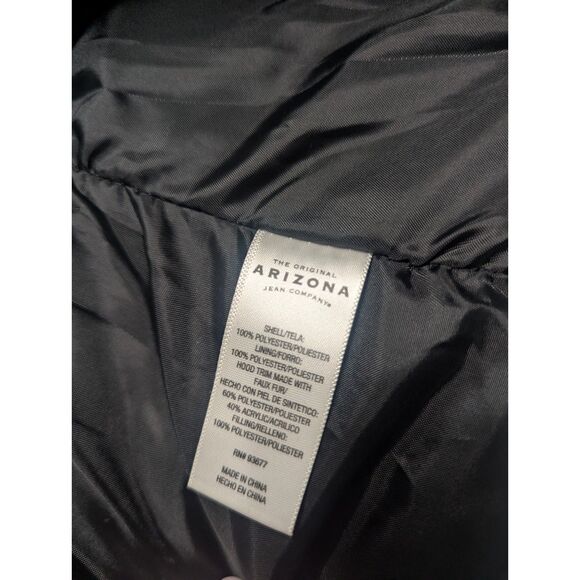 THE ORIGINAL
ARIZONA
JEAN COMPANY®
SHELL/TELA:
100% POLYESTER/POLIESTER
LINING/FORRO:
100% POLYESTER/POLIESTER
HOOD TRIM MADE WITH
FAUX FUR/
HECHO CON PIEL DE SINTETICO:
60% POLYESTER/POLIESTER
40% ACRYLIC/ACRILICO
FILLING/RELLENO:
100% POLYESTER/POLIESTER
RN# 93677
MADE IN CHINA
HECHO EN CHINA